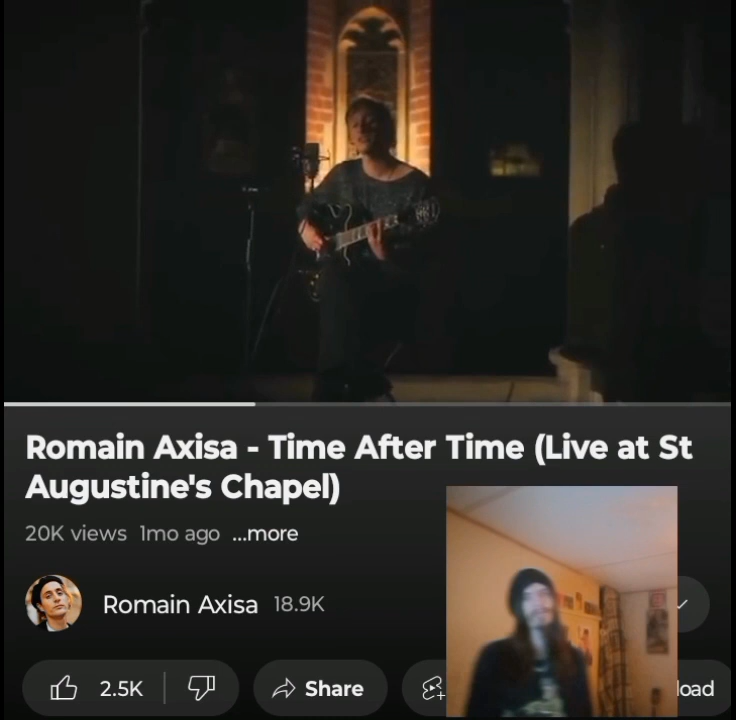 Romain Axisa - Time After Time (Live at St
Augustine's Chapel)
20K views 1mo ago ...more
Romain Axisa 18.9K
2.5K Share load